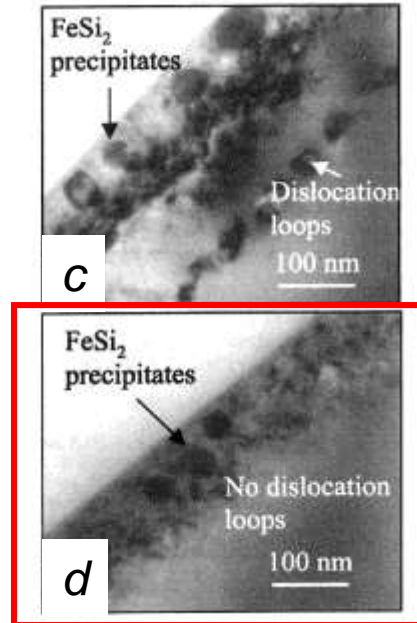 FeSi₂
precipitates
Dislocation
loops
100 nm
c
FeSi₂
precipitates
No dislocation
loops
100 nm
d